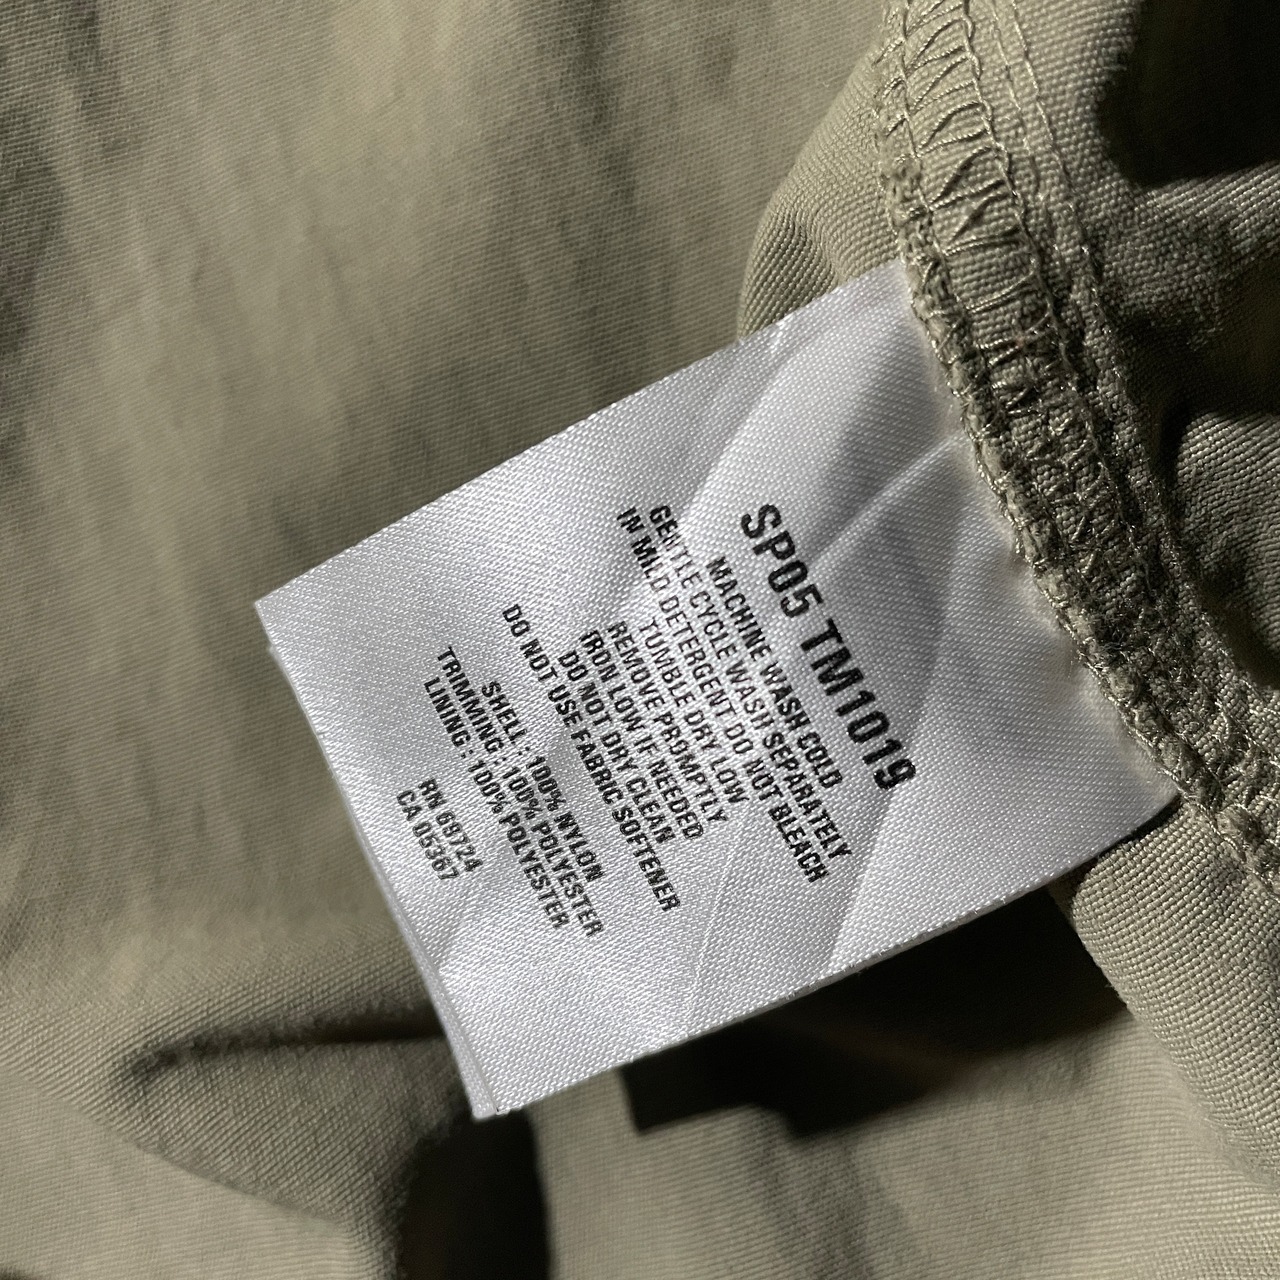 SP05 TM1019
MACHINE WASH COLD
GENTLE CYCLE WASH SEPARATELY
IN MILD DETERGENT DO NOT BLEACH
TUMBLE DRY LOW
REMOVE PROMPTLY
IRON LOW IF NEEDED
DO NOT DRY CLEAN
DO NOT USE FABRIC SOFTENER
SHELL : 100% NYLON
TRIMMING : 100% POLYESTER
LINING : 100% POLYESTER
RN 69724
CA 05367